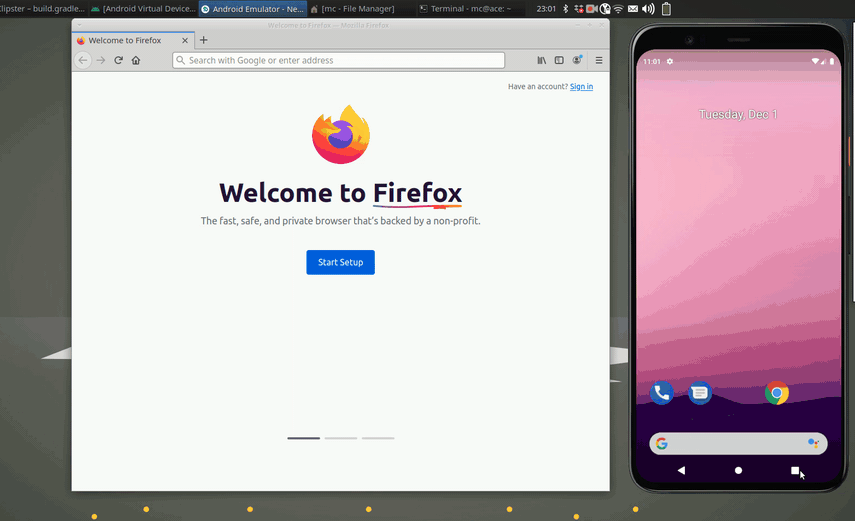 Clipster – build.gradle...
[Android Virtual Device...
Android Emulator - Ne...
[mc - File Manager]
Terminal - mc@ace: ~
23:01
Welcome to Firefox — Mozilla Firefox
Welcome to Firefox
Search with Google or enter address
Have an account? Sign in
Welcome to Firefox
The fast, safe, and private browser that's backed by a non-profit.
Start Setup
11:01
Tuesday, Dec 1